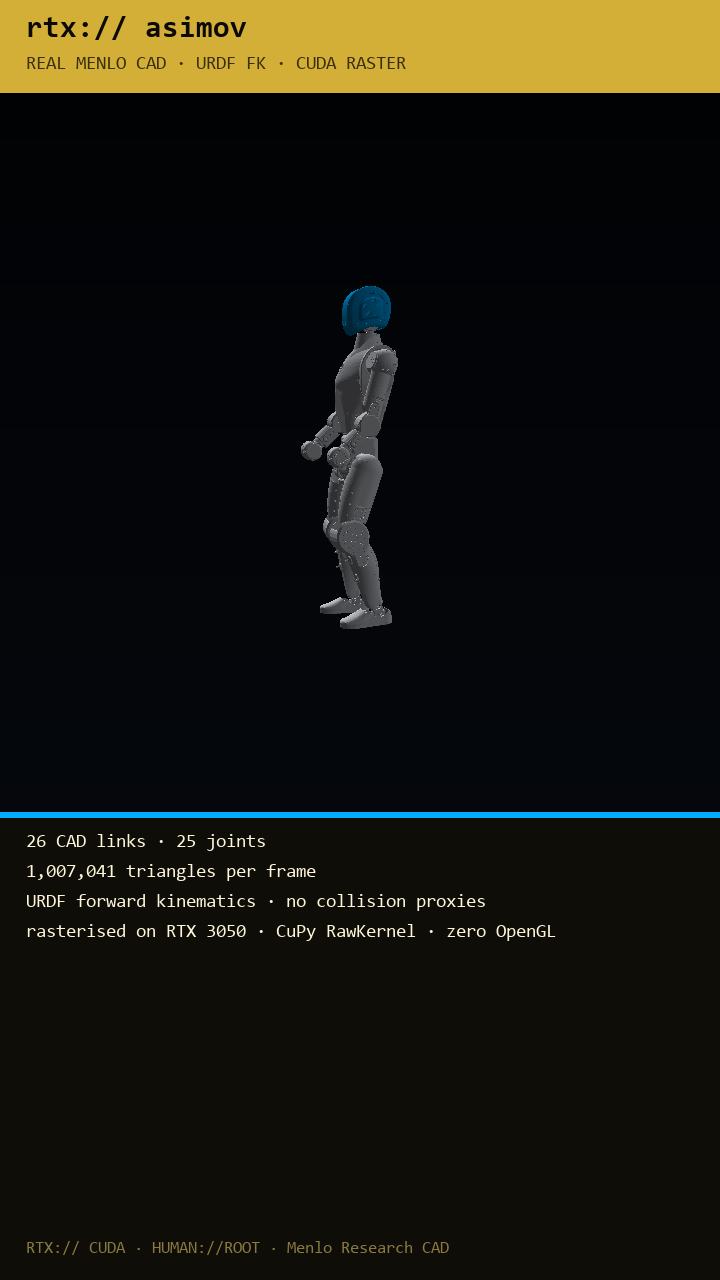 rtx:// asimov
REAL MENLO CAD · URDF FK · CUDA RASTER
26 CAD links · 25 joints
1,007,041 triangles per frame
URDF forward kinematics · no collision proxies
rasterised on RTX 3050 · CuPy RawKernel · zero OpenGL
RTX:// CUDA · HUMAN://ROOT · Menlo Research CAD